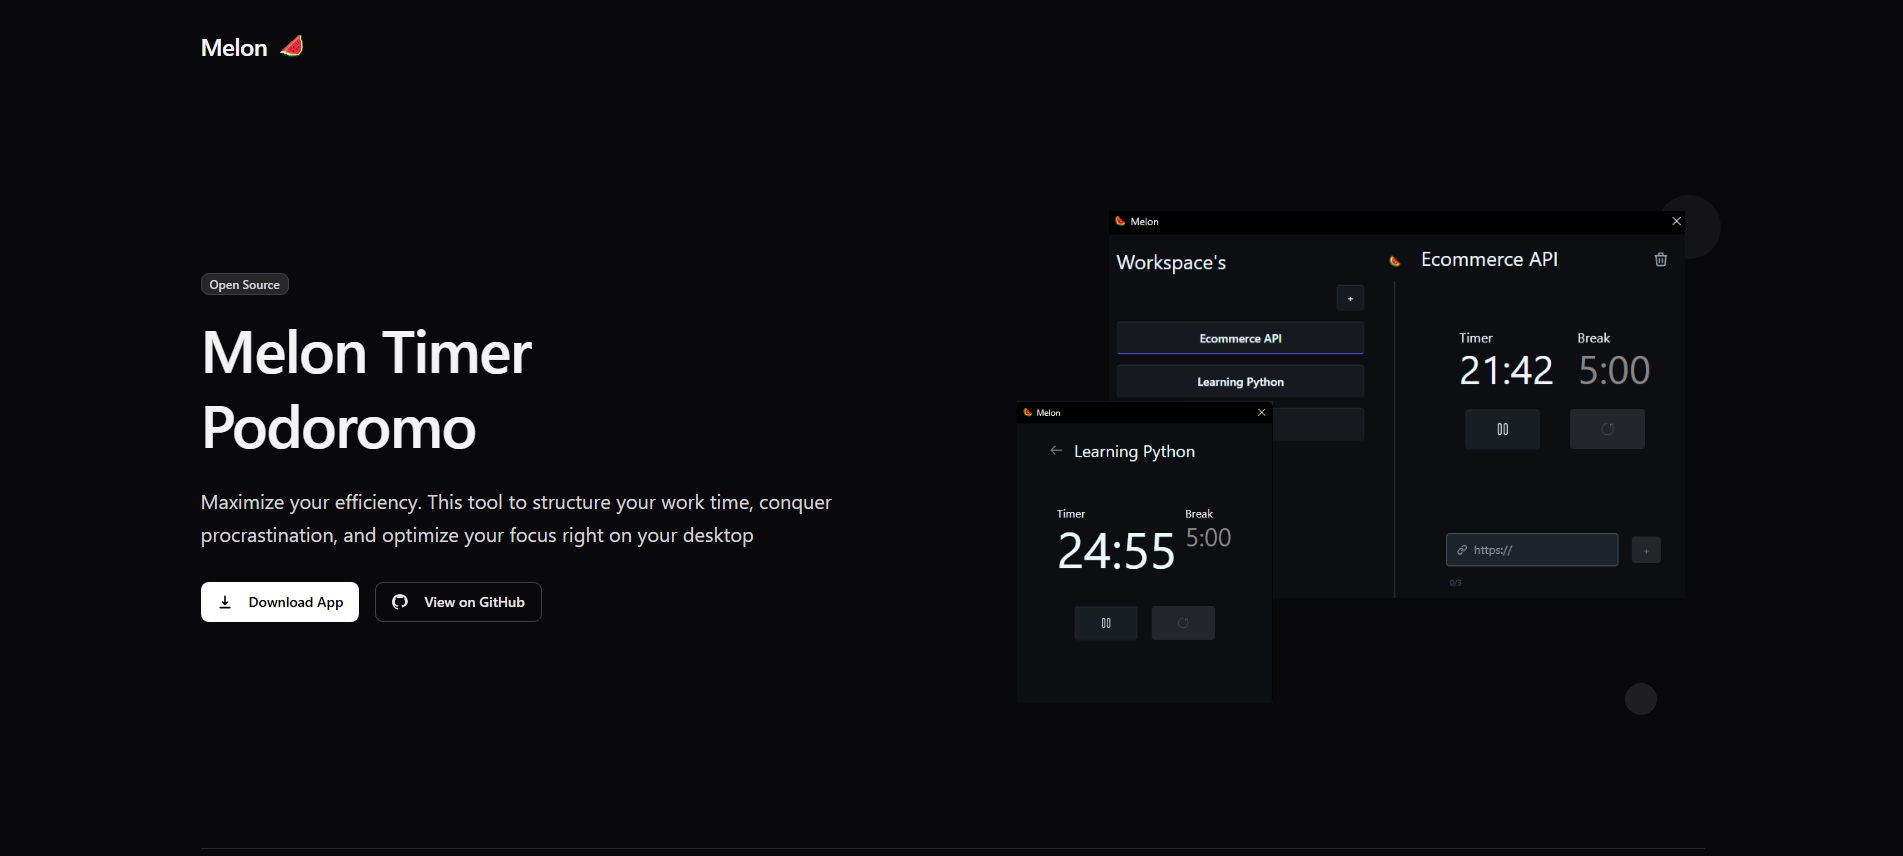 Melon
Open Source
Melon Timer
Podoromo
Maximize your efficiency. This tool to structure your work time, conquer
procrastination, and optimize your focus right on your desktop
Download App
View on GitHub
Melon
Workspace's
+
Ecommerce API
Learning Python
Ecommerce API
Timer
Break
21:42
5:00
https://
+
0/3
Melon
Learning Python
Timer
Break
24:55
5:00